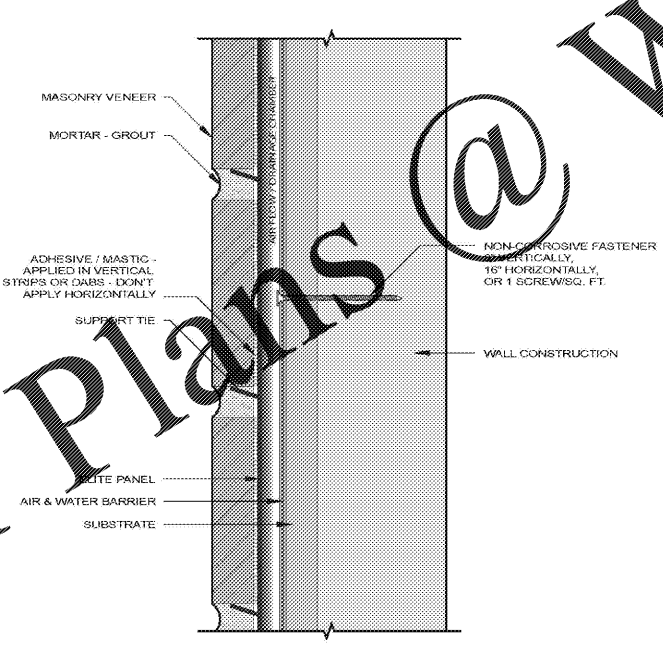 MASONRY VENEER
MORTAR - GROUT
AIR FLOW / DRAINAGE CHAMBER
ADHESIVE / MASTIC -
APPLIED IN VERTICAL
STRIPS OR DABS - DON'T
APPLY HORIZONTALLY
SUPPORT TIE
PANEL
AIR & WATER BARRIER
SUBSTRATE
NON-CORROSIVE FASTENER
VERTICALLY,
16" HORIZONTALLY,
OR 1 SCREW/SQ. FT.
WALL CONSTRUCTION
Plans @ W